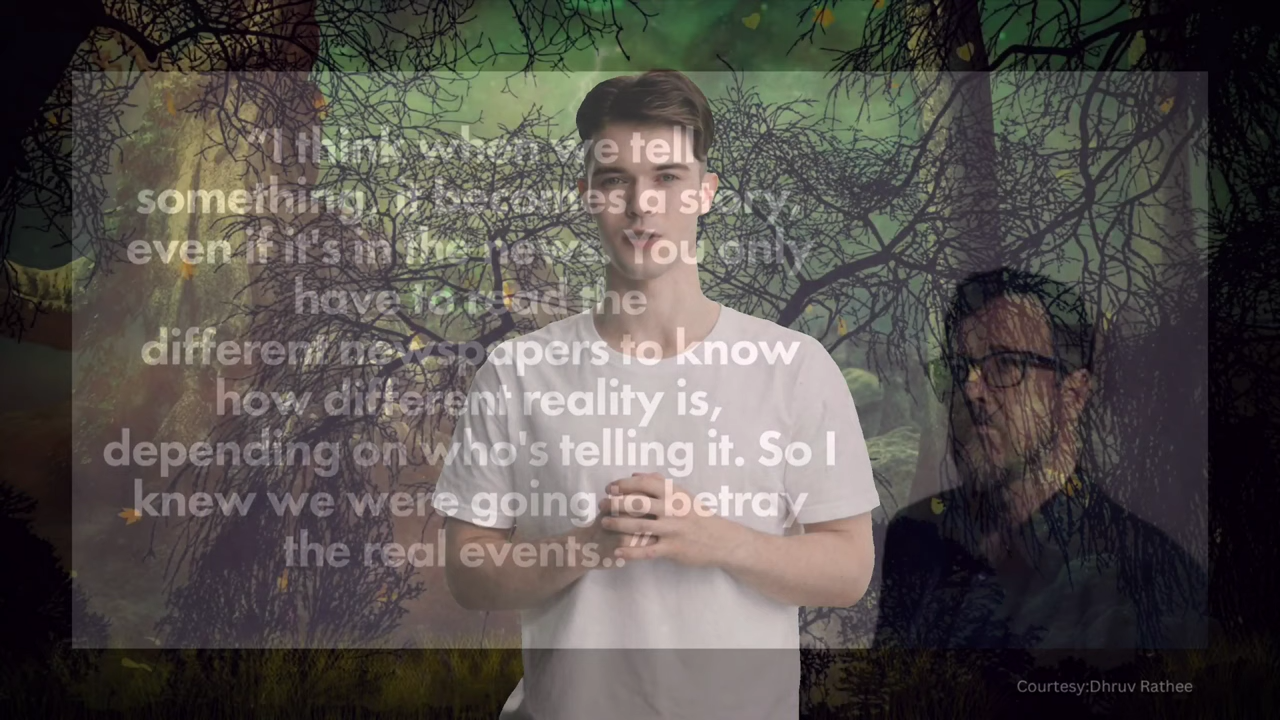 "I think when we tell
something, it becomes a story,
even if it's in the news. You only
have to read the
different newspapers to know
how different reality is,
depending on who's telling it. So I
knew we were going to betray
the real events.."
Courtesy:Dhruv Rathee